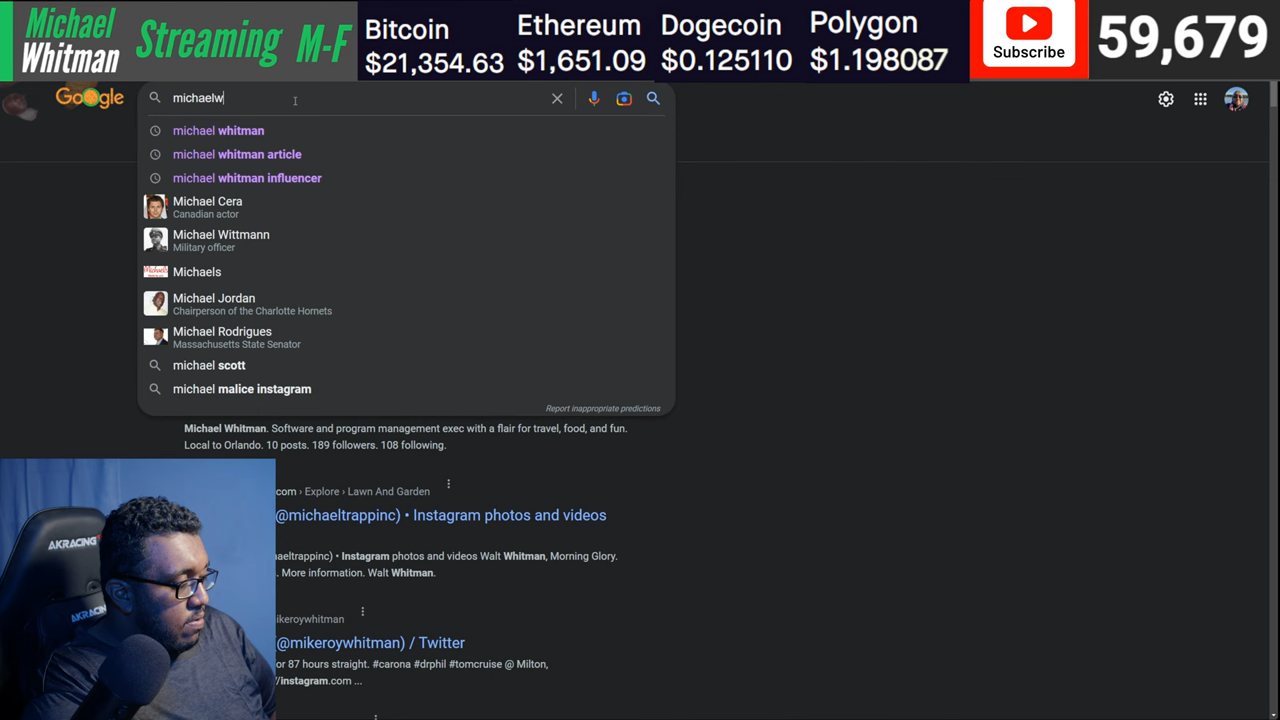 Michael
Whitman
Streaming M-F
Bitcoin
$21,354.63
Ethereum
$1,651.09
Dogecoin
$0.125110
Polygon
$1.198087
Subscribe
59,679
Google
michaelw
michael whitman
michael whitman article
michael whitman influencer
Michael Cera
Canadian actor
Michael Wittmann
Military officer
Michaels
Michael Jordan
Chairperson of the Charlotte Hornets
Michael Rodrigues
Massachusetts State Senator
michael scott
michael malice instagram
Report inappropriate predictions
Michael Whitman. Software and program management exec with a flair for travel, food, and fun.
Local to Orlando. 10 posts. 189 followers. 108 following.
com › Explore › Lawn And Garden
(@michaeltrappinc) • Instagram photos and videos
aeltrappinc) • Instagram photos and videos Walt Whitman, Morning Glory.
. More information. Walt Whitman.
ikeroywhitman
(@mikeroywhitman) / Twitter
or 87 hours straight. #carona #drphil #tomcruise @ Milton,
//instagram.com ...
AKRACING
AKRACING